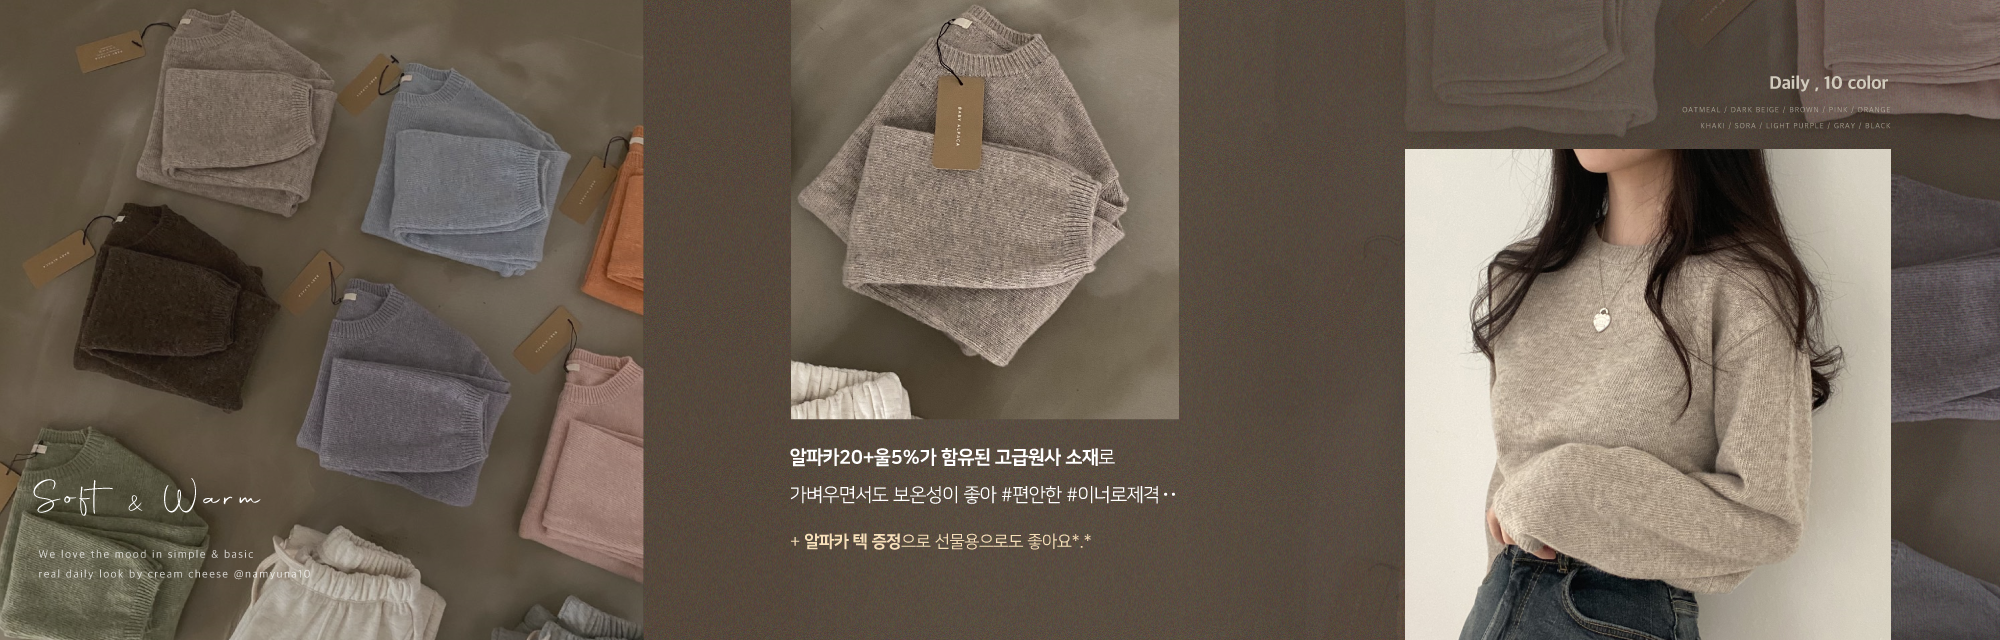 Soft & Warm
We love the mood in simple & basic
real daily look by cream cheese @namyuna10
BABY ALPACA
알파카20+울5%가 함유된 고급원사 소재로
가벼우면서도 보온성이 좋아 #편안한 #이너로제격··
+ 알파카 텍 증정으로 선물용으로도 좋아요*.*
Daily , 10 color
OATMEAL / DARK BEIGE / BROWN / PINK / ORANGE
KHAKI / SORA / LIGHT PURPLE / GRAY / BLACK